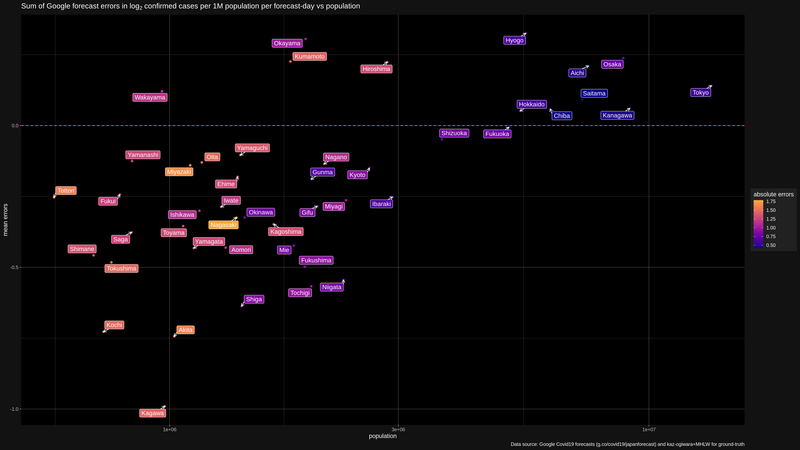 Sum of Google forecast errors in log2 confirmed cases per 1M population per forecast-day vs population
Hyogo
Okayama
Kumamoto
Osaka
Hiroshima
Aichi
Saitama
Tokyo
Wakayama
Hokkaido
Chiba
Kanagawa
0.0
Shizuoka
Fukuoka
Yamaguchi
Yamanashi
Oita
Nagano
Miyazaki
Gunma
Kyoto
absolute errors
1.75
1.50
1.25
1.00
0.75
0.50
Ehime
Tottori
Fukui
Iwate
Ibaraki
Miyagi
Ishikawa
Okinawa
Gifu
mean errors
Nagasaki
Toyama
Kagoshima
Saga
Yamagata
Shimane
Aomori
Mie
Fukushima
-0.5
Tokushima
Niigata
Tochigi
Shiga
Kochi
Akita
-1.0
Kagawa
1e+06
3e+06
1e+07
population
Data source: Google Covid19 forecasts (g.co/covid19/japanforecast) and kaz-ogiwara+MHLW for ground-truth